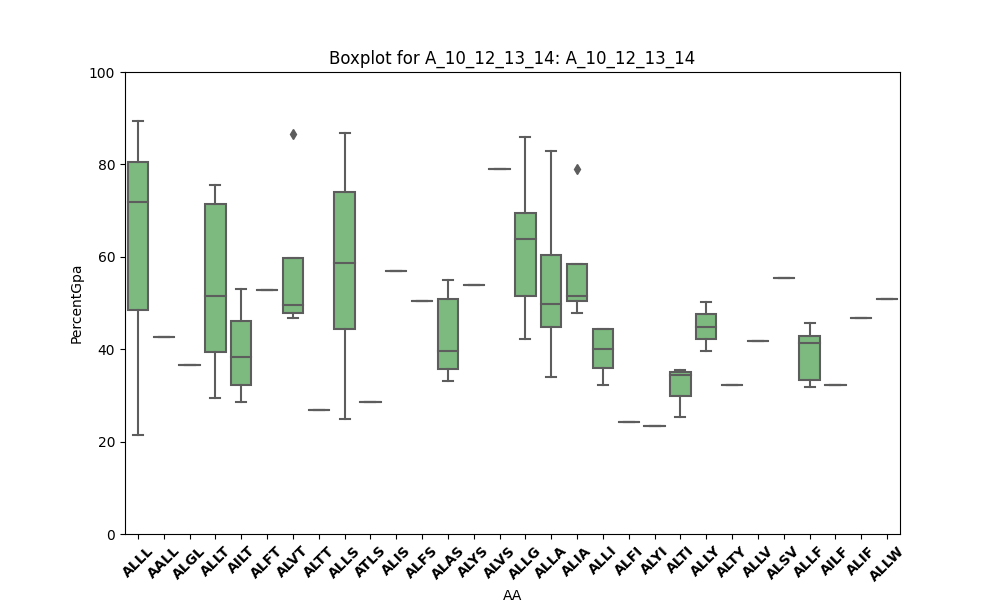 Boxplot for A_10_12_13_14: A_10_12_13_14
PercentGpa
100
80
60
40
20
0
ALLL AALL ALGL ALLT AILT ALFT ALVT ALTT ALLS ATLS ALIS ALFS ALAS ALYS ALVS ALLG ALLA ALIA ALLI ALFI ALYI ALTI ALLY ALTY ALLV ALSV ALLF AILF ALIF ALLW
AA